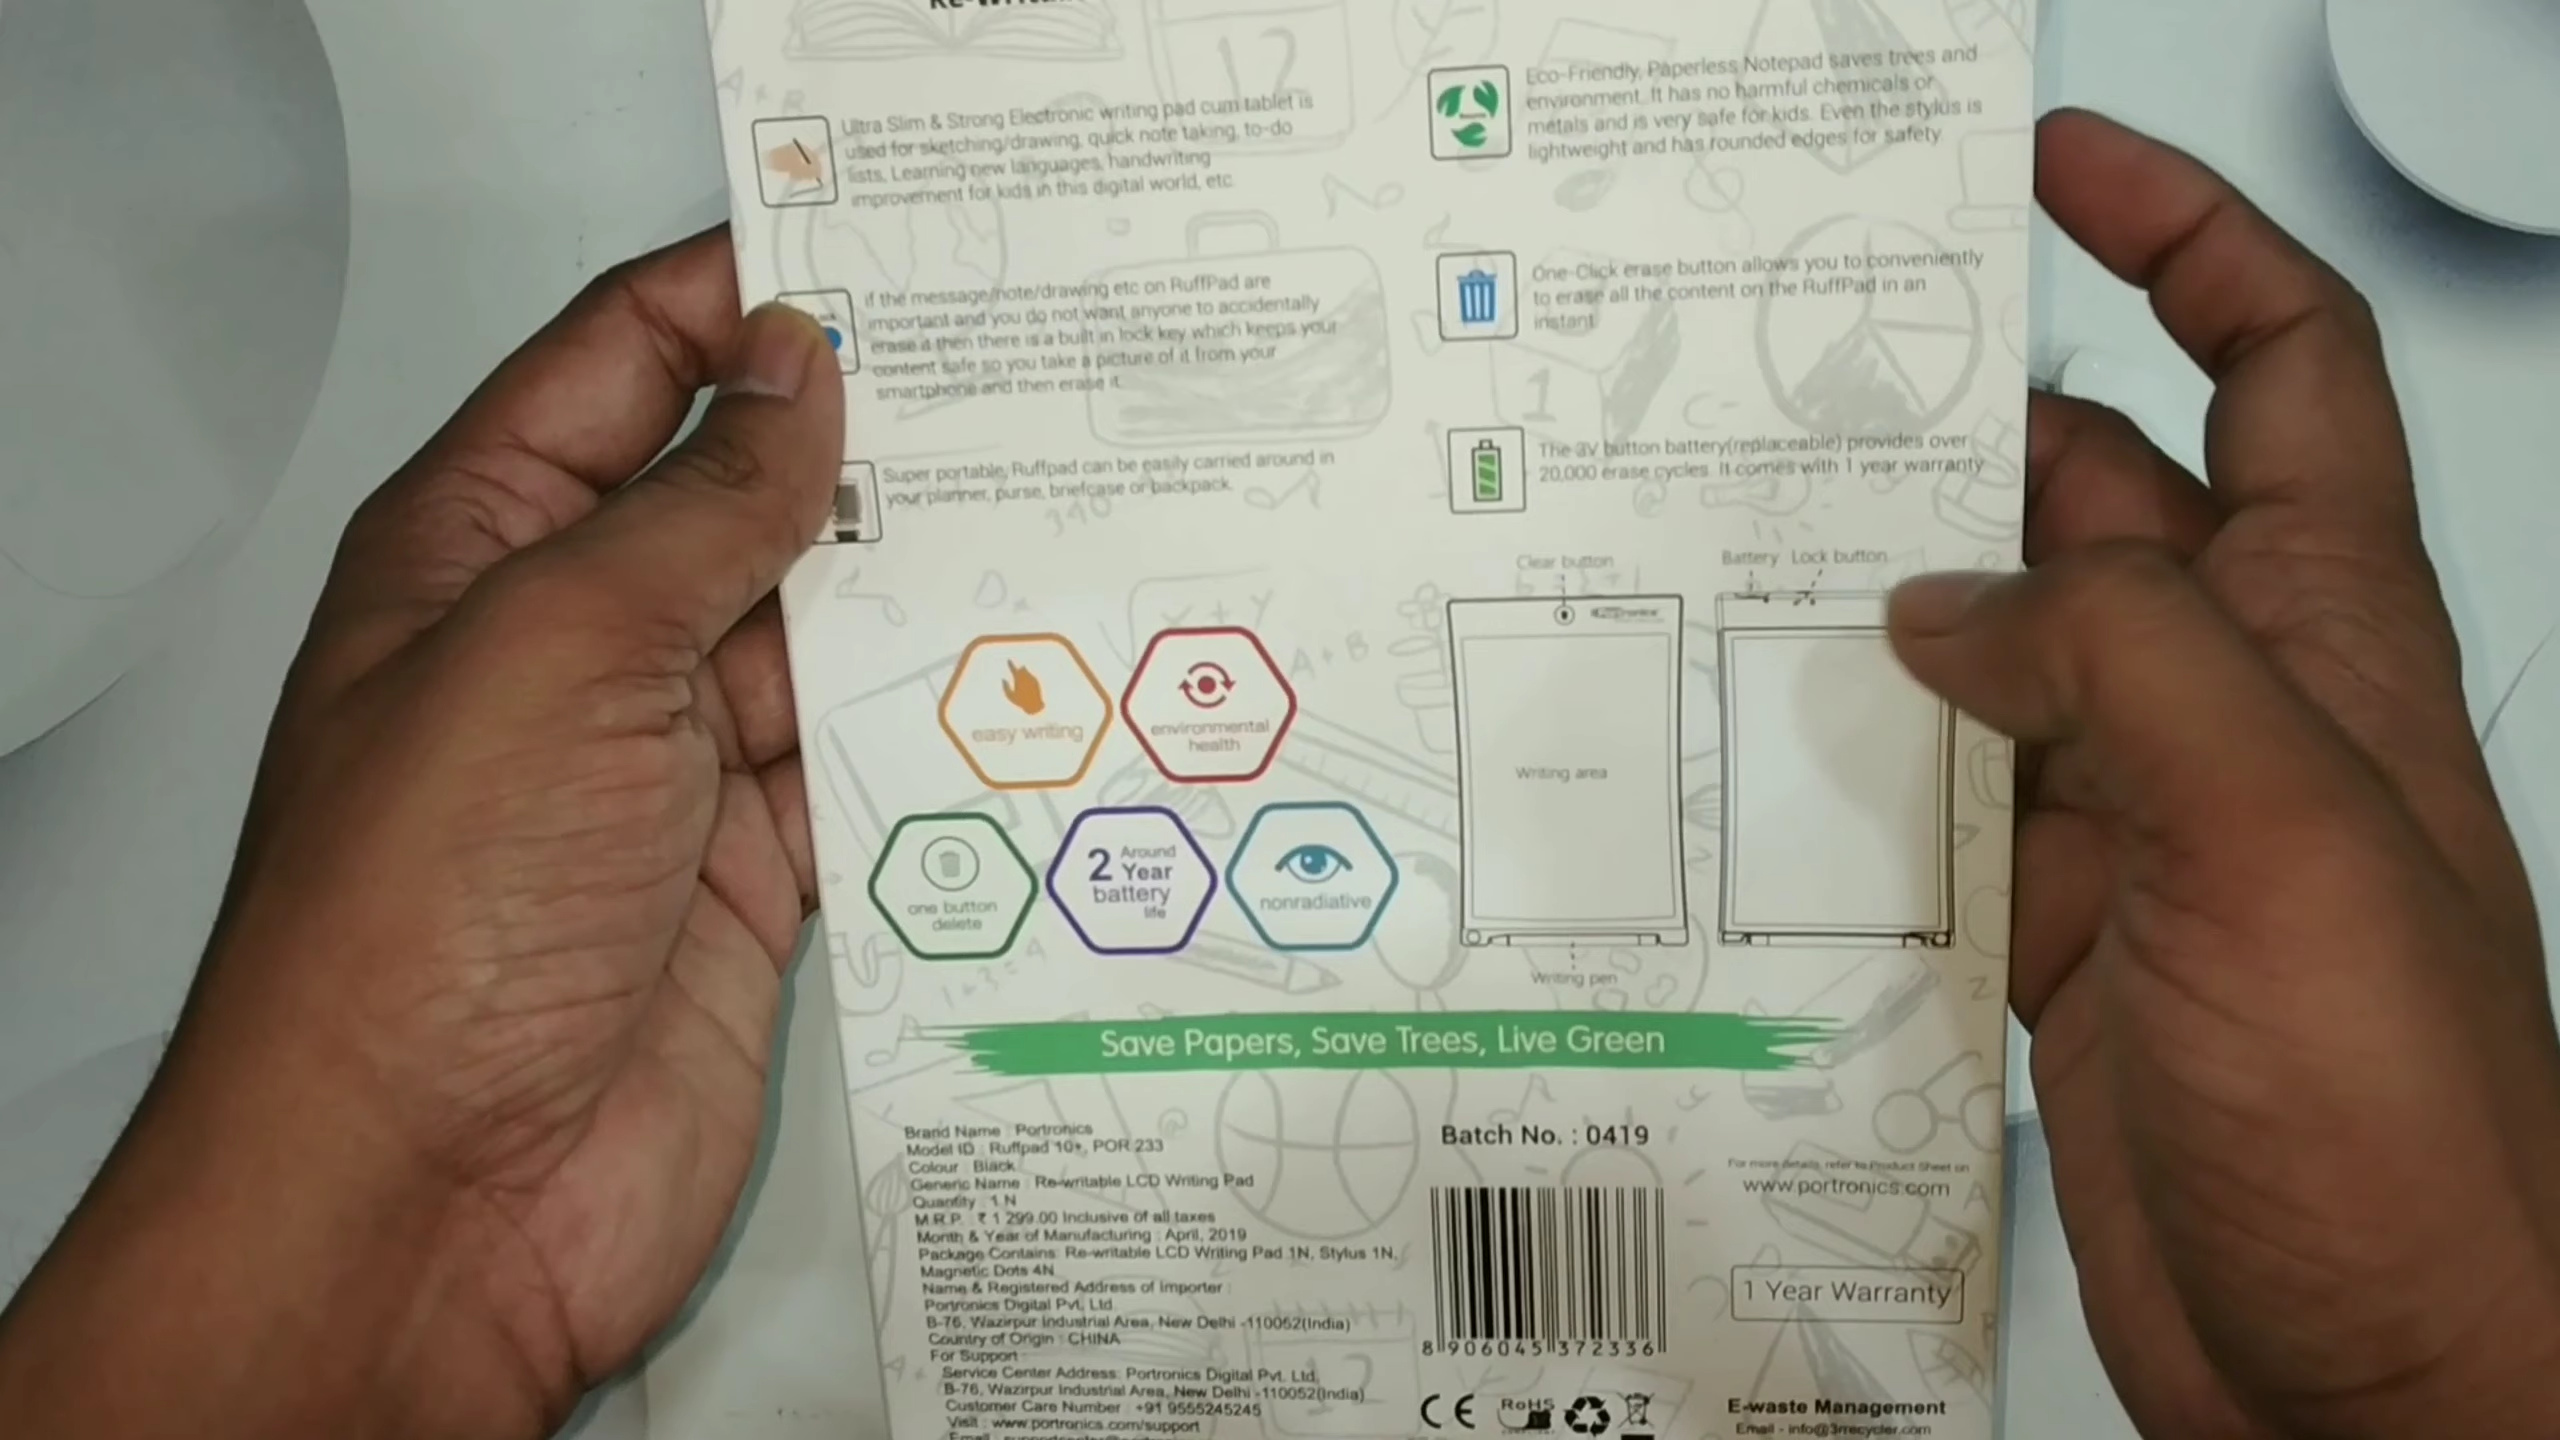 Ultra Slim & Strong Electronic writing pad cum tablet is
used for sketching/drawing, quick note taking, to-do
lists, Learning new languages, handwriting
improvement for kids in this digital world, etc.
if the message/note/drawing etc on RuffPad are
important and you do not want anyone to accidentally
erase it then there is a built in lock key which keeps your
content safe so you take a picture of it from your
smartphone and then erase it.
Super portable, Ruffpad can be easily carried around in
your planner, purse, briefcase or backpack.
Eco-Friendly, Paperless Notepad saves trees and
environment. It has no harmful chemicals or
metals and is very safe for kids. Even the stylus is
lightweight and has rounded edges for safety.
One-Click erase button allows you to conveniently
to erase all the content on the RuffPad in an
instant.
The 3V button battery(replaceable) provides over
20,000 erase cycles. It comes with 1 year warranty
easy writing
environmental
health
one button
delete
2 Around
Year
battery
life
nonradiative
Clear button
Battery Lock button
Portronics
Writing area
Writing pen
Save Papers, Save Trees, Live Green
Brand Name : Portronics
Model ID : Ruffpad 10+, POR 233
Colour : Black
Generic Name : Re-writable LCD Writing Pad
Quantity : 1 N
M.R.P. : ₹ 1 299.00 Inclusive of all taxes
Month & Year of Manufacturing : April, 2019
Package Contains: Re-writable LCD Writing Pad 1N, Stylus 1N,
Magnetic Dots 4N
Name & Registered Address of Importer :
Portronics Digital Pvt. Ltd.
B-76, Wazirpur Industrial Area, New Delhi -110052(India)
Country of Origin : CHINA
For Support :
Service Center Address: Portronics Digital Pvt. Ltd.
B-76, Wazirpur Industrial Area, New Delhi -110052(India)
Customer Care Number : +91 9555245245
Visit : www.portronics.com/support
Batch No. : 0419
8 906045 372336
For more details, refer to Product Sheet on
www.portronics.com
1 Year Warranty
CE RoHS
E-waste Management
Email - info@3rrecycler.com